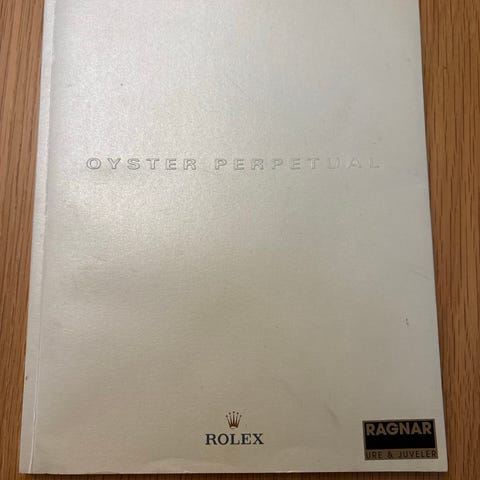 OYSTER PERPETUAL
ROLEX
RAGNAR
URE & JUVELER